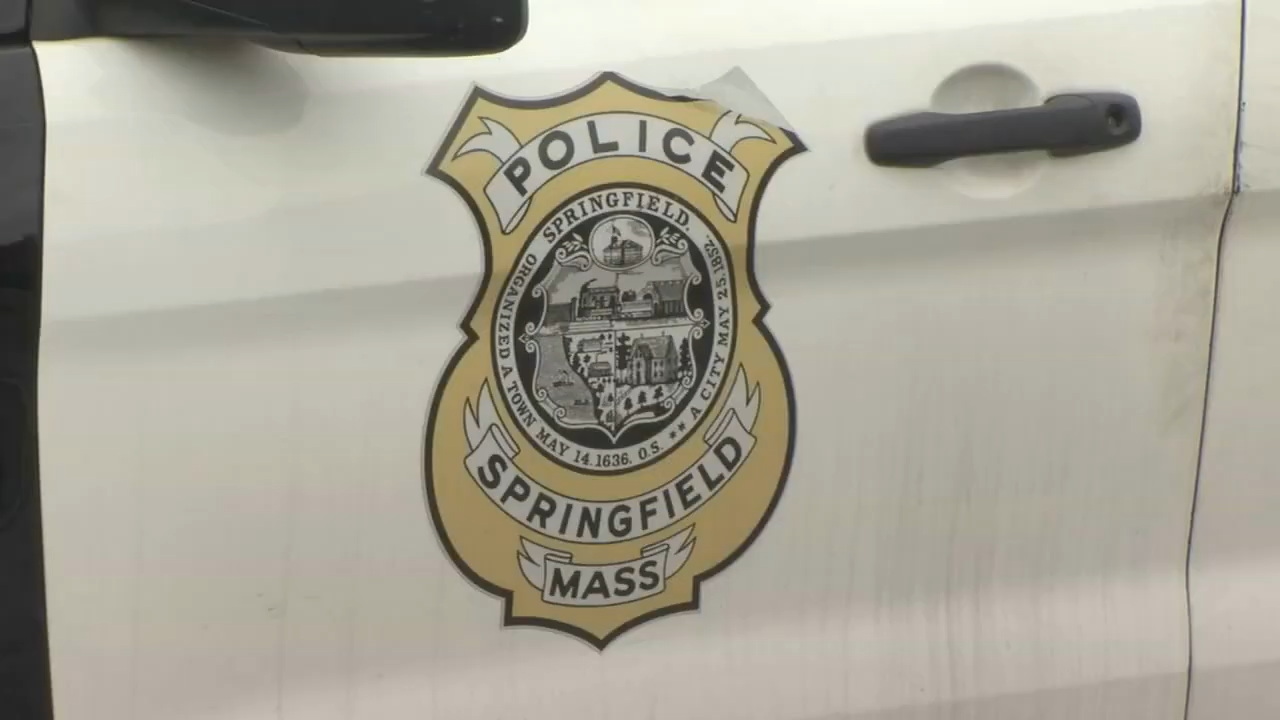 POLICE
SPRINGFIELD.
ORGANIZED A TOWN MAY 14.1636. O.S. ** A CITY MAY 25.1852.
SPRINGFIELD
MASS